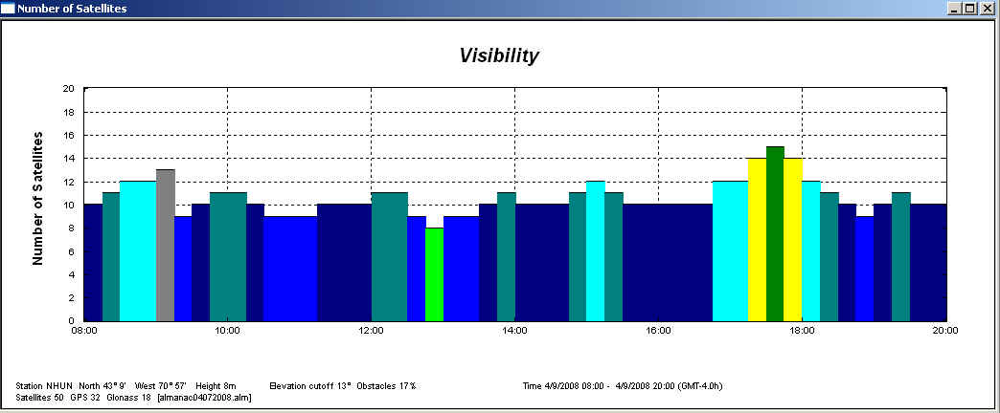 Number of Satellites
Visibility
Number of Satellites
20
18
16
14
12
10
8
6
4
2
0
08:00 10:00 12:00 14:00 16:00 18:00 20:00
Station NHUN North 43° 9' West 70° 57' Height 8m Elevation cutoff 13° Obstacles 17% Time 4/9/2008 08:00 - 4/9/2008 20:00 (GMT-4.0h)
Satellites 50 GPS 32 Glonass 18 [almanac04072008.alm]